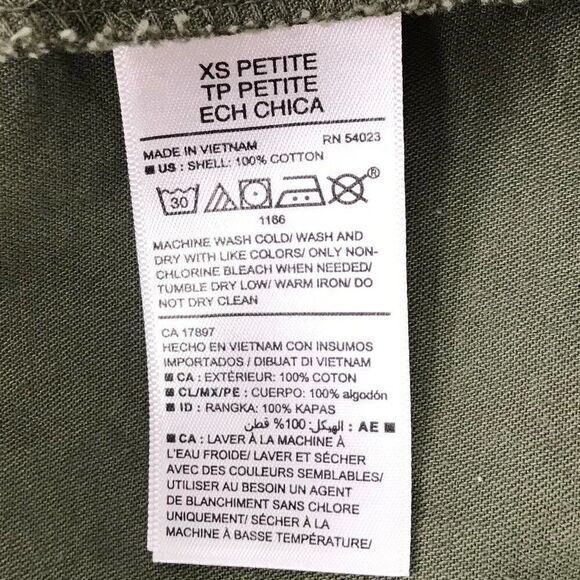 XS PETITE
TP PETITE
ECH CHICA
MADE IN VIETNAM RN 54023
US : SHELL: 100% COTTON
30 ®
1166
MACHINE WASH COLD/ WASH AND
DRY WITH LIKE COLORS/ ONLY NON-
CHLORINE BLEACH WHEN NEEDED/
TUMBLE DRY LOW/ WARM IRON/ DO
NOT DRY CLEAN
CA 17897
HECHO EN VIETNAM CON INSUMOS
IMPORTADOS / DIBUAT DI VIETNAM
CA : EXTÉRIEUR: 100% COTON
CL/MX/PE : CUERPO: 100% algodón
ID : RANGKA: 100% KAPAS
AE : الهيكل: 100% قطن
CA : LAVER À LA MACHINE À
L'EAU FROIDE/ LAVER ET SÉCHER
AVEC DES COULEURS SEMBLABLES/
UTILISER AU BESOIN UN AGENT
DE BLANCHIMENT SANS CHLORE
UNIQUEMENT/ SÉCHER À LA
MACHINE À BASSE TEMPÉRATURE/